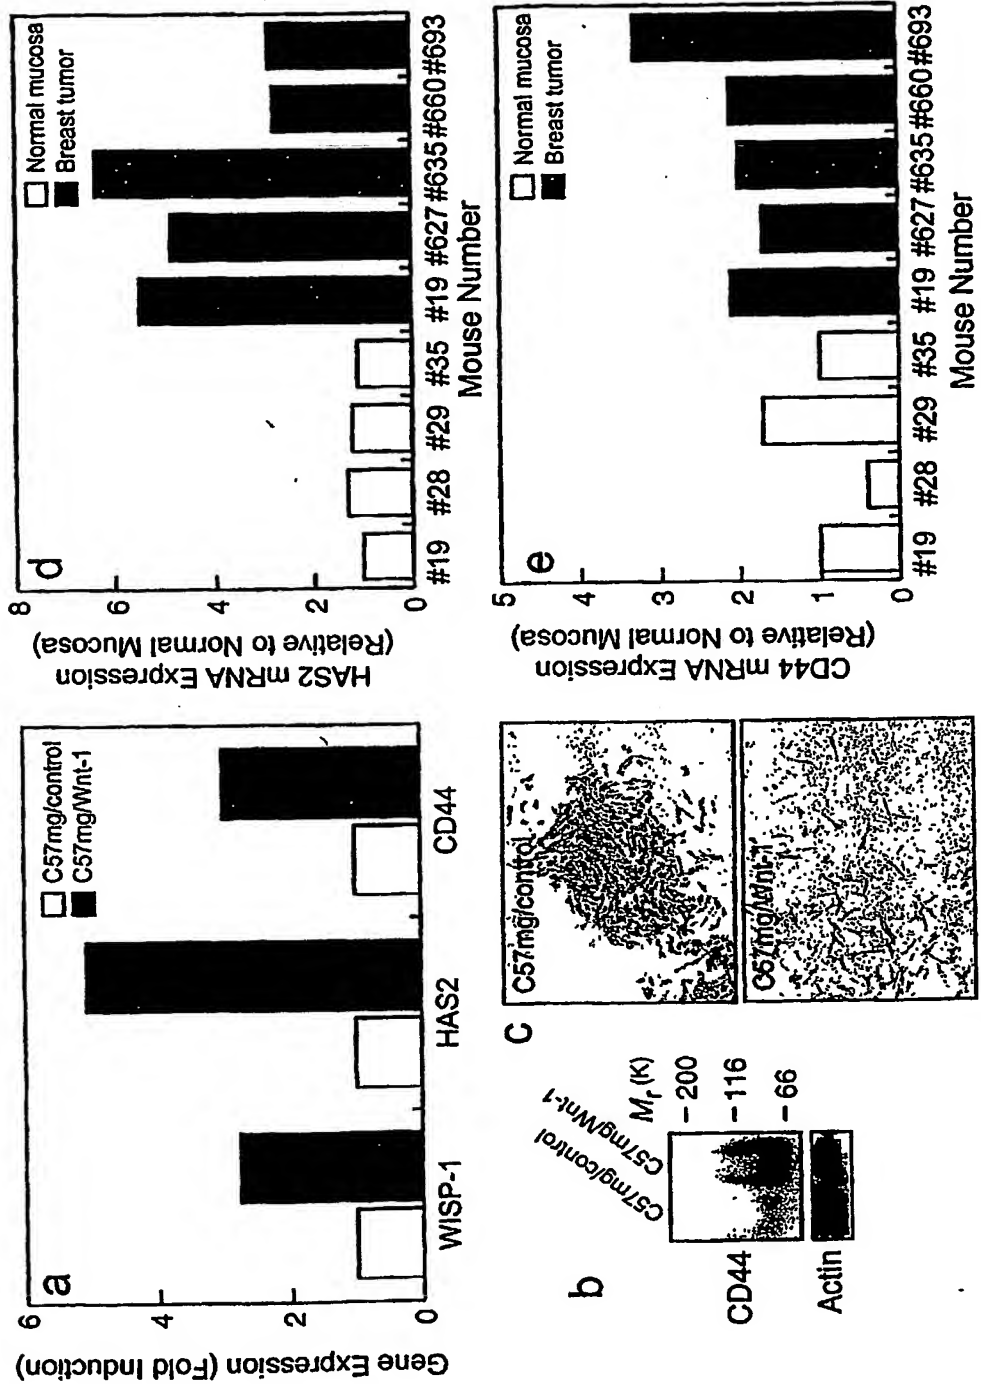 a
Gene Expression (Fold Induction)
6
4
2
0
C57mg/control
C57mg/Wnt-1
WISP-1
HAS2
CD44
b
C57mg/control
C57mg/Wnt-1
Mr(K)
- 200
- 116
- 66
CD44
Actin
c
C57mg/control
C57mg/Wnt-1
d
HAS2 mRNA Expression
(Relative to Normal Mucosa)
8
6
4
2
0
Normal mucosa
Breast tumor
#19 #28 #29 #35 #19 #627 #635 #660 #693
Mouse Number
e
CD44 mRNA Expression
(Relative to Normal Mucosa)
5
4
3
2
1
0
Normal mucosa
Breast tumor
#19 #28 #29 #35 #19 #627 #635 #660 #693
Mouse Number